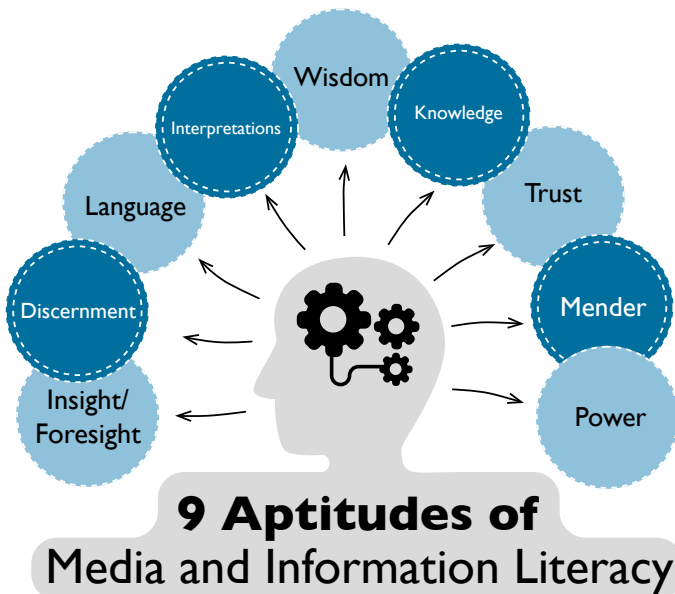 Wisdom
Interpretations
Knowledge
Language
Trust
Discernment
Mender
Insight/
Foresight
Power
9 Aptitudes of
Media and Information Literacy